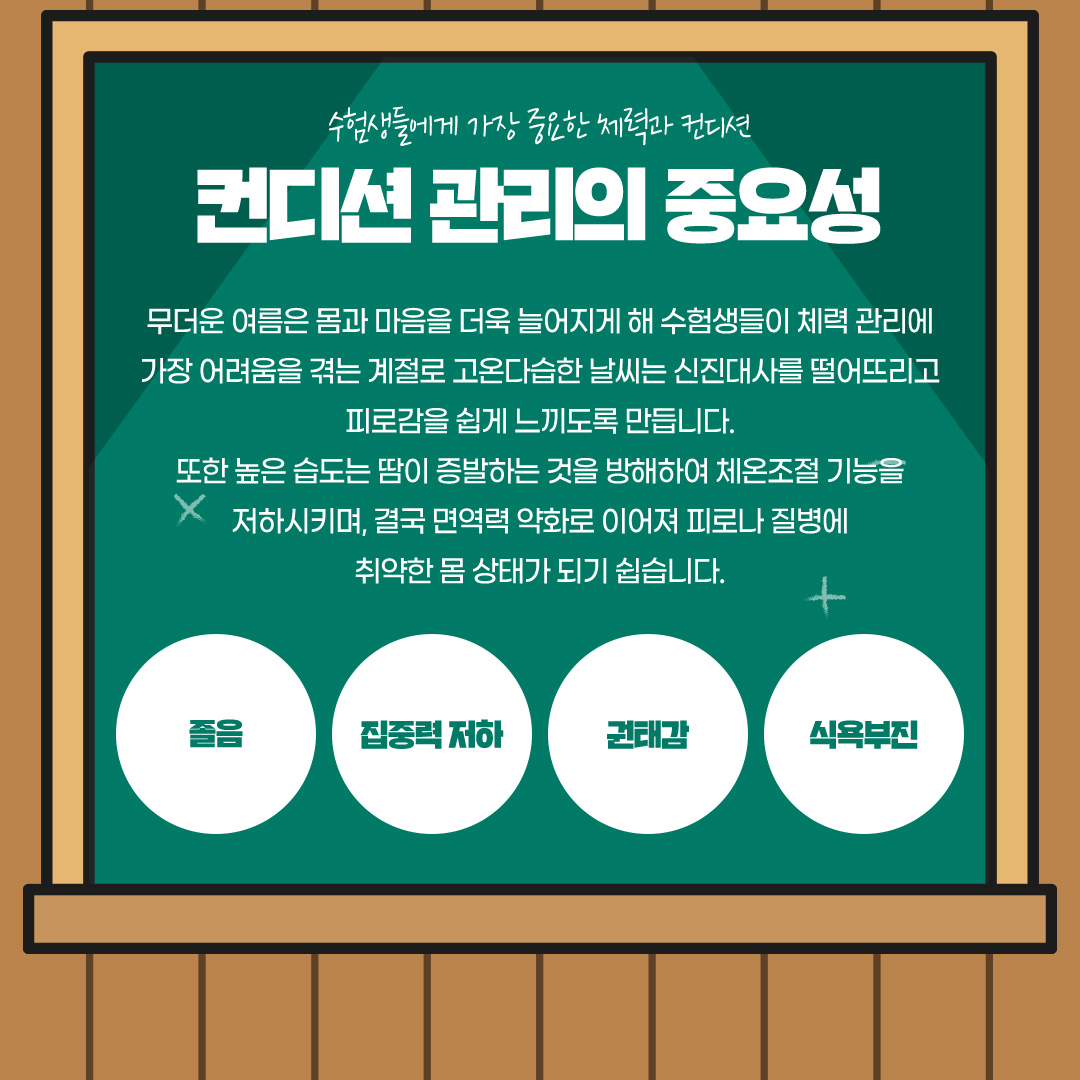 수험생들에게 가장 중요한 체력과 컨디션
컨디션 관리의 중요성
무더운 여름은 몸과 마음을 더욱 늘어지게 해 수험생들이 체력 관리에
가장 어려움을 겪는 계절로 고온다습한 날씨는 신진대사를 떨어뜨리고
피로감을 쉽게 느끼도록 만듭니다.
또한 높은 습도는 땀이 증발하는 것을 방해하여 체온조절 기능을
저하시키며, 결국 면역력 약화로 이어져 피로나 질병에
취약한 몸 상태가 되기 쉽습니다.
졸음
집중력 저하
권태감
식욕부진